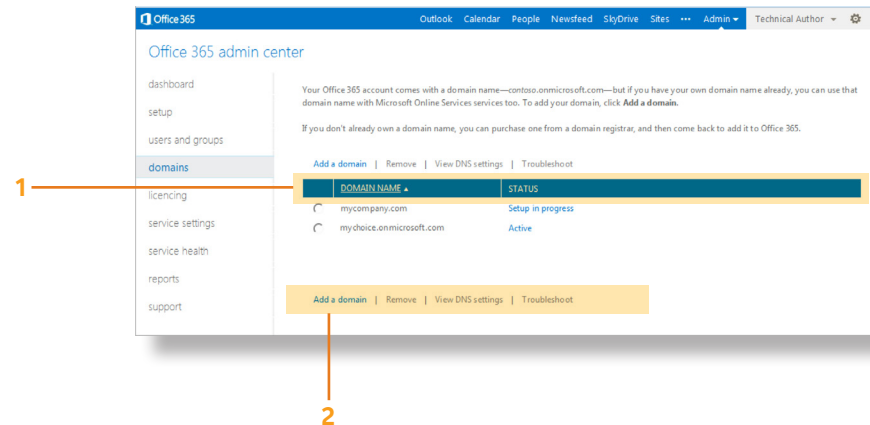 Office 365 Outlook Calendar People Newsfeed SkyDrive Sites ••• Admin Technical Author
Office 365 admin center
dashboard
setup
users and groups
domains
licencing
service settings
service health
reports
support
Your Office 365 account comes with a domain name—contoso.onmicrosoft.com—but if you have your own domain name already, you can use that
domain name with Microsoft Online Services services too. To add your domain, click Add a domain.
If you don't already own a domain name, you can purchase one from a domain registrar, and then come back to add it to Office 365.
Add a domain | Remove | View DNS settings | Troubleshoot
1
DOMAIN NAME STATUS
mycompany.com Setup in progress
mychoice.onmicrosoft.com Active
Add a domain | Remove | View DNS settings | Troubleshoot
2